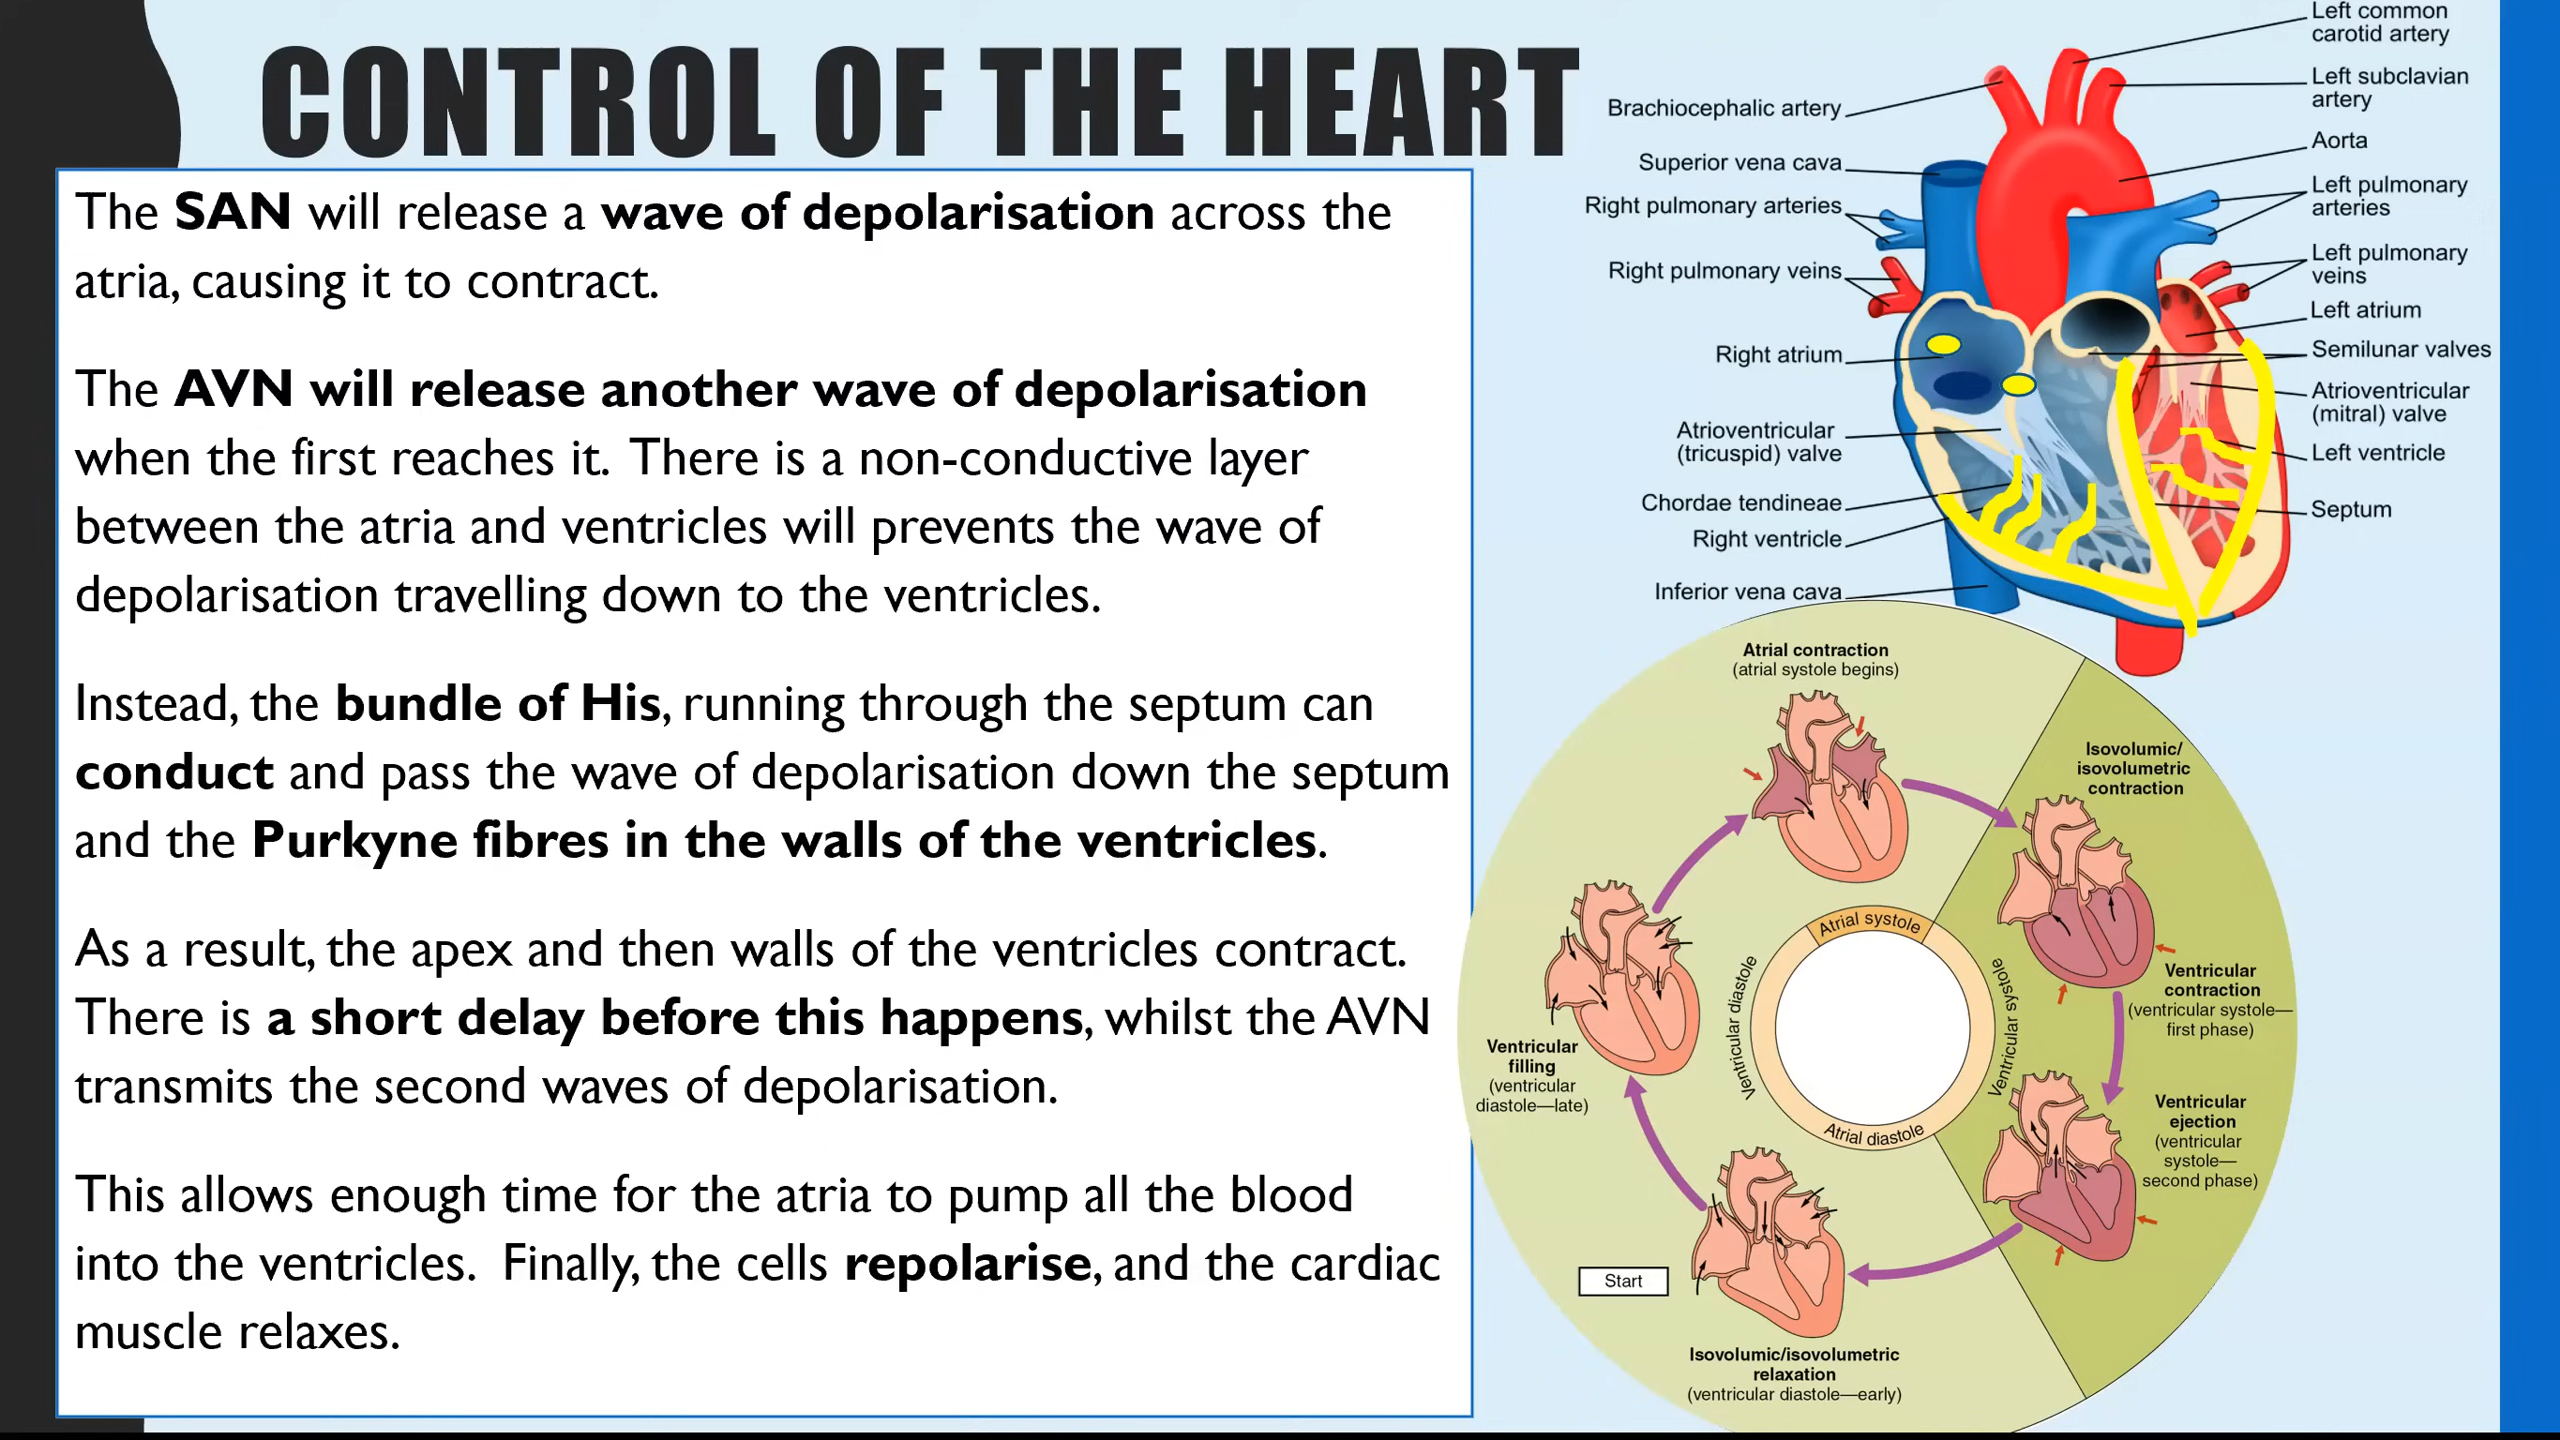 CONTROL OF THE HEART
The SAN will release a wave of depolarisation across the
atria, causing it to contract.
The AVN will release another wave of depolarisation
when the first reaches it. There is a non-conductive layer
between the atria and ventricles will prevents the wave of
depolarisation travelling down to the ventricles.
Instead, the bundle of His, running through the septum can
conduct and pass the wave of depolarisation down the septum
and the Purkyne fibres in the walls of the ventricles.
As a result, the apex and then walls of the ventricles contract.
There is a short delay before this happens, whilst the AVN
transmits the second waves of depolarisation.
This allows enough time for the atria to pump all the blood
into the ventricles. Finally, the cells repolarise, and the cardiac
muscle relaxes.
Brachiocephalic artery
Superior vena cava
Right pulmonary arteries
Right pulmonary veins
Right atrium
Atrioventricular
(tricuspid) valve
Chordae tendineae
Right ventricle
Inferior vena cava
Left common
carotid artery
Left subclavian
artery
Aorta
Left pulmonary
arteries
Left pulmonary
veins
Left atrium
Semilunar valves
Atrioventricular
(mitral) valve
Left ventricle
Septum
Atrial contraction
(atrial systole begins)
Isovolumic/
isovolumetric
contraction
Ventricular
contraction
(ventricular systole—
first phase)
Ventricular
ejection
(ventricular
systole—
second phase)
Isovolumic/isovolumetric
relaxation
(ventricular diastole—early)
Start
Ventricular
filling
(ventricular
diastole—late)
Atrial systole
Ventricular systole
Atrial diastole
Ventricular diastole